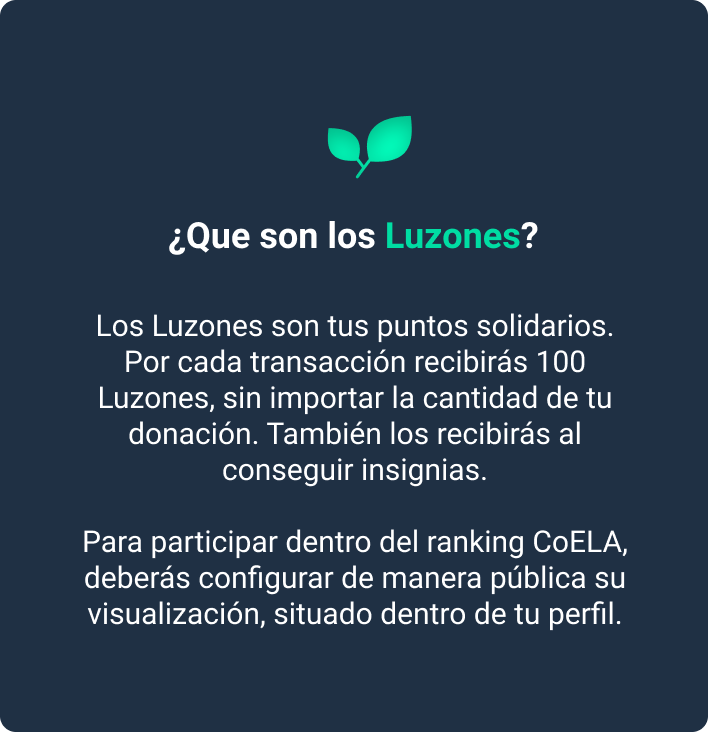 ¿Que son los Luzones?
Los Luzones son tus puntos solidarios.
Por cada transacción recibirás 100
Luzones, sin importar la cantidad de tu
donación. También los recibirás al
conseguir insignias.
Para participar dentro del ranking CoELA,
deberás configurar de manera pública su
visualización, situado dentro de tu perfil.